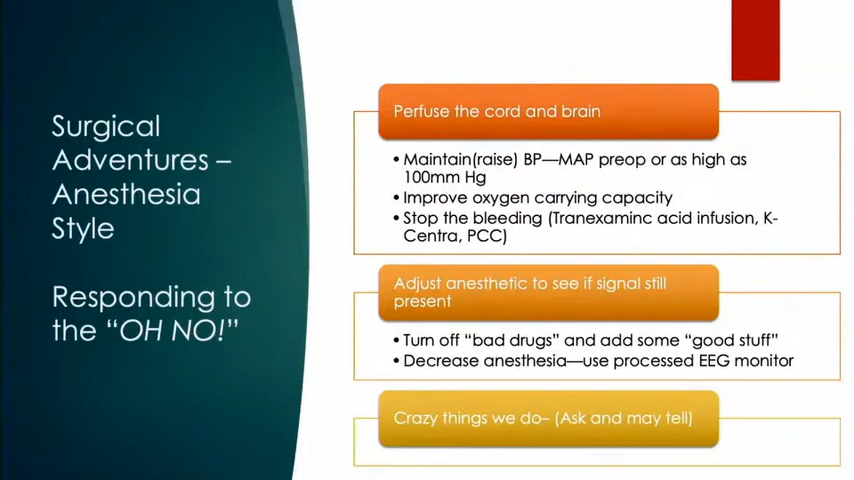 Surgical
Adventures –
Anesthesia
Style
Responding to
the “OH NO!”
Perfuse the cord and brain
• Maintain(raise) BP—MAP preop or as high as
100mm Hg
• Improve oxygen carrying capacity
• Stop the bleeding (Tranexaminc acid infusion, K-
Centra, PCC)
Adjust anesthetic to see if signal still
present
• Turn off “bad drugs” and add some “good stuff”
• Decrease anesthesia—use processed EEG monitor
Crazy things we do– (Ask and may tell)